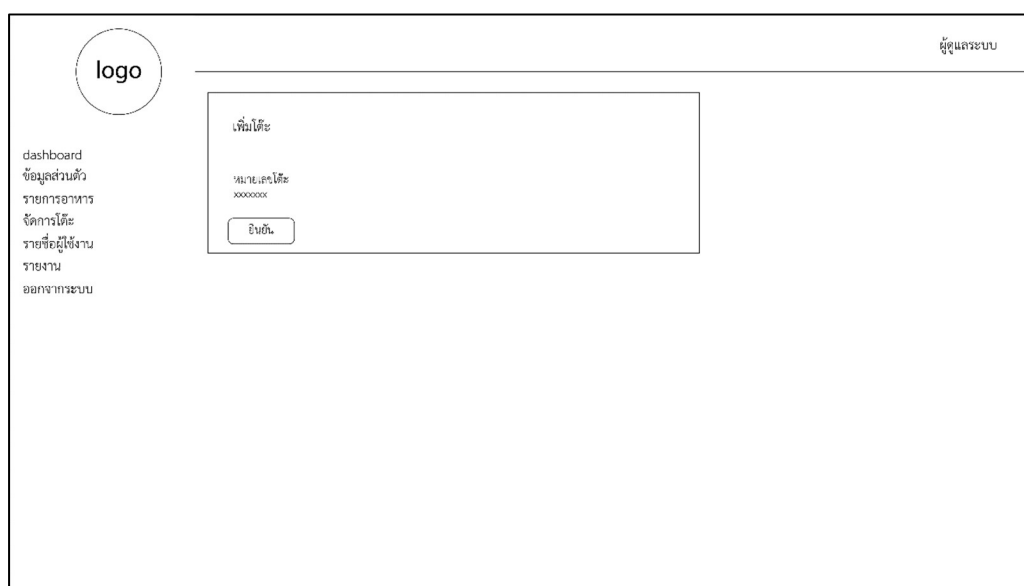 logo
ผู้ดูแลระบบ
dashboard
ข้อมูลส่วนตัว
รายการอาหาร
จัดการโต๊ะ
รายชื่อผู้ใช้งาน
รายงาน
ออกจากระบบ
เพิ่มโต๊ะ
หมายเลขโต๊ะ
xxxxxxx
ยืนยัน